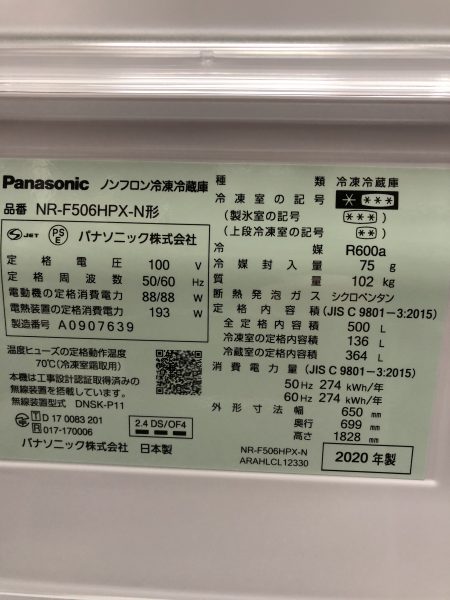 Panasonic ノンフロン冷凍冷蔵庫
品番 NR-F506HPX-N形
S JET PSE パナソニック株式会社
定格電圧 100 V
定格周波数 50/60 Hz
電動機の定格消費電力 88/88 W
電熱装置の定格消費電力 193 W
製造番号 A0907639
温度ヒューズの定格動作温度
70℃(冷凍室霜取用)
本機は工事設計認証取得済みの
無線装置を搭載しています。
無線装置型式 DNSK-P11
T D 17 0083 201
R 017-170006
2.4 DS/OF4
パナソニック株式会社 日本製
種類 冷凍冷蔵庫
冷凍室の記号 * ***
(製氷室の記号) (***)
(上段冷凍室の記号) (***)
冷媒 R600a
冷媒封入量 75 g
質量 102 kg
断熱発泡ガス シクロペンタン
定格内容積 (JIS C 9801-3:2015)
全定格内容積 500 L
冷凍室の定格内容積 136 L
冷蔵室の定格内容積 364 L
消費電力量 (JIS C 9801-3:2015)
50 Hz 274 kWh/年
60 Hz 274 kWh/年
外形寸法 幅 650 mm
奥行 699 mm
高さ 1828 mm
NR-F506HPX-N
ARAHLCL12330
2020年製